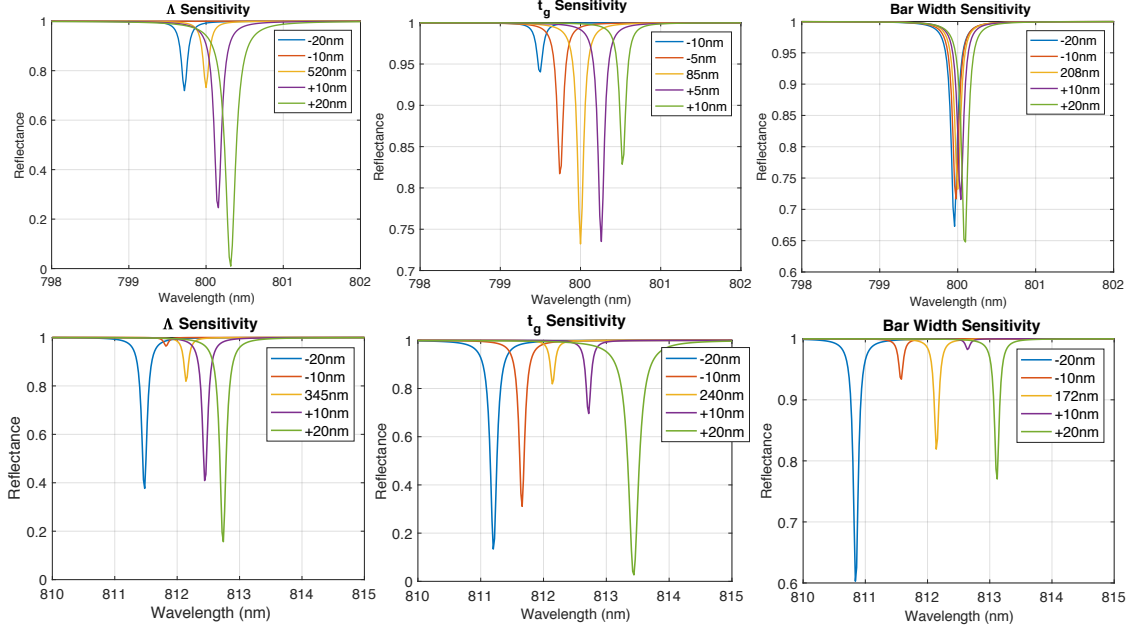 Λ Sensitivity
1
0.8
0.6
0.4
0.2
0
Reflectance
798
799
800
801
802
Wavelength (nm)
-20nm
-10nm
520nm
+10nm
+20nm
tg Sensitivity
1
0.95
0.9
0.85
0.8
0.75
0.7
Reflectance
798
799
800
801
802
Wavelength (nm)
-10nm
-5nm
85nm
+5nm
+10nm
Bar Width Sensitivity
1
0.95
0.9
0.85
0.8
0.75
0.7
0.65
0.6
Reflectance
798
799
800
801
802
Wavelength (nm)
-20nm
-10nm
208nm
+10nm
+20nm
Λ Sensitivity
1
0.8
0.6
0.4
0.2
0
Reflectance
810
811
812
813
814
815
Wavelength (nm)
-20nm
-10nm
345nm
+10nm
+20nm
tg Sensitivity
1
0.8
0.6
0.4
0.2
0
Reflectance
810
811
812
813
814
815
Wavelength (nm)
-20nm
-10nm
240nm
+10nm
+20nm
Bar Width Sensitivity
1
0.9
0.8
0.7
0.6
Reflectance
810
811
812
813
814
815
Wavelength (nm)
-20nm
-10nm
172nm
+10nm
+20nm